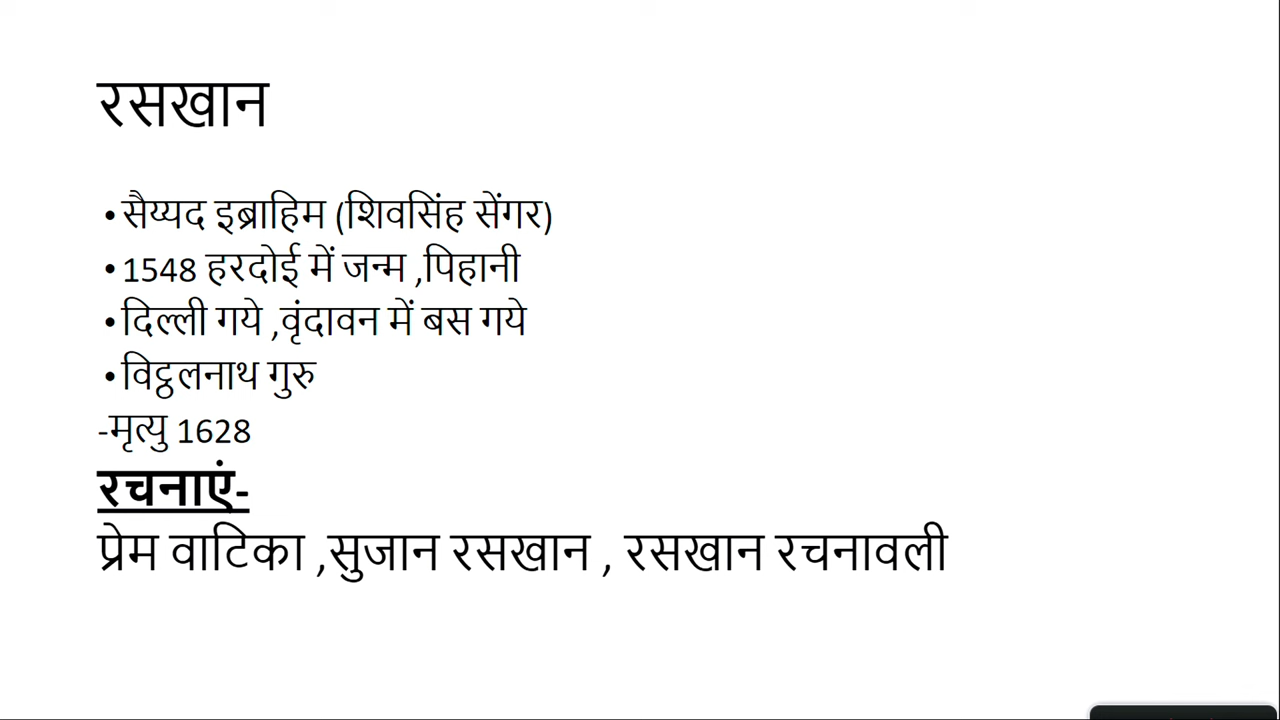 रसखान
•सैय्यद इब्राहिम (शिवसिंह सेंगर)
•1548 हरदोई में जन्म ,पिहानी
•दिल्ली गये ,वृंदावन में बस गये
•विट्ठलनाथ गुरु
-मृत्यु 1628
रचनाएं-
प्रेम वाटिका ,सुजान रसखान , रसखान रचनावली